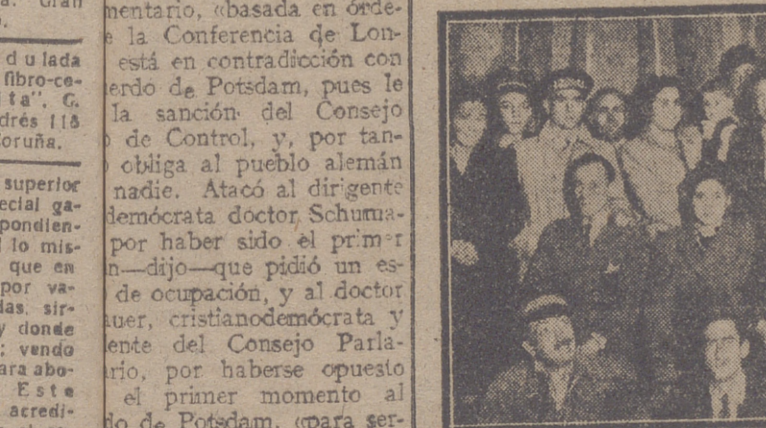 Gran
dulada
fibro-ce-
ita". G.
drés 118
oruña.
superior
ecial ga-
pondien-
lo mis-
que en
por va-
das, sir-
y donde
; vendo
ara abo-
Este
acredi-
mentario, «basada en órde-
e la Conferencia de Lon-
está en contradicción con
erdo de Potsdam, pues le
la sanción del Consejo
de Control, y, por tan-
obliga al pueblo alemán
nadie. Atacó al dirigente
demócrata doctor Schuma-
por haber sido el primer
n—dijo—que pidió un es-
de ocupación, y al doctor
auer, cristianodemócrata y
ente del Consejo Parla-
rio, por haberse opuesto
el primer momento al
do de Potsdam, «para ser-